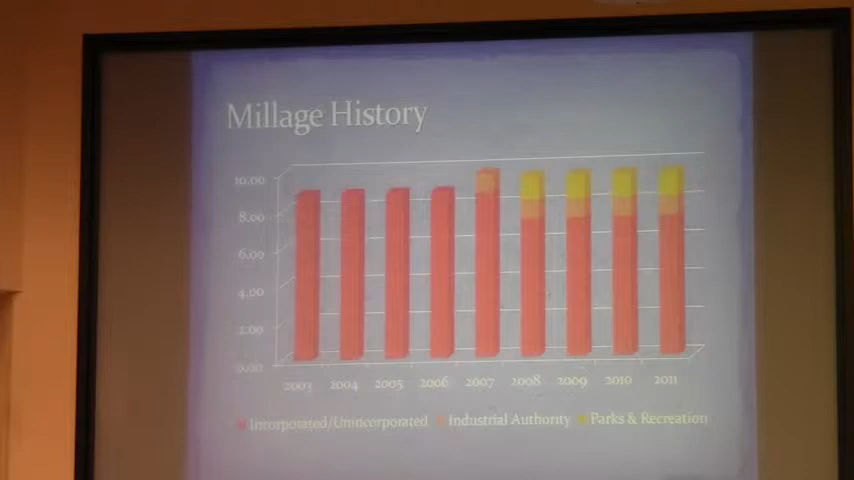 Millage History
10.00
8.00
6.00
4.00
2.00
0.00
2003 2004 2005 2006 2007 2008 2009 2010 2011
Incorporated/Unincorporated Industrial Authority Parks & Recreation